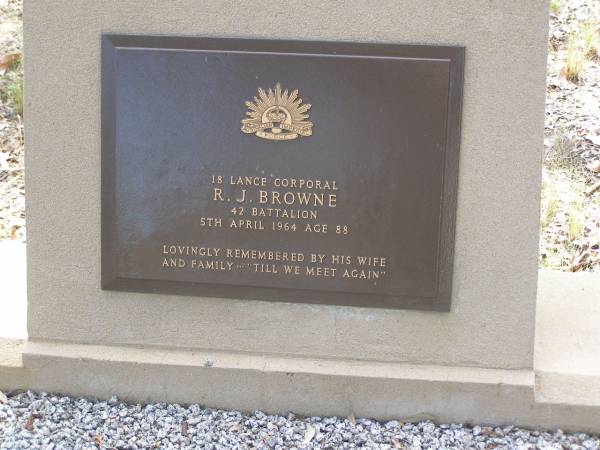 18 LANCE CORPORAL
R. J. BROWNE
42 BATTALION
5TH APRIL 1964 AGE 88
LOVINGLY REMEMBERED BY HIS WIFE
AND FAMILY ... "TILL WE MEET AGAIN"